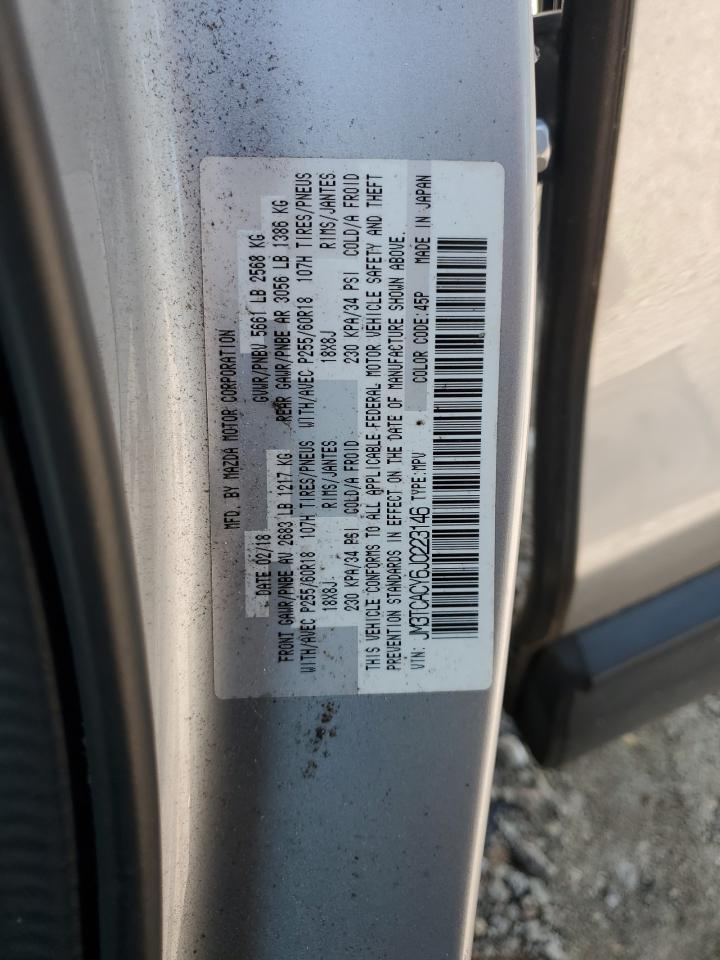 MFD. BY MAZDA MOTOR CORPORATION
DATE 02/18 GVWR/PNBV 5661 LB 2568 KG
FRONT GAWR/PNBE AV 2683 LB 1217 KG REAR GAWR/PNBE AR 3056 LB 1386 KG
WITH/AVEC P255/60R18 107H TIRES/PNEUS WITH/AVEC P255/60R18 107H TIRES/PNEUS
18X8J RIMS/JANTES 18X8J RIMS/JANTES
230 KPA/34 PSI COLD/A FROID 230 KPA/34 PSI COLD/A FROID
THIS VEHICLE CONFORMS TO ALL APPLICABLE FEDERAL MOTOR VEHICLE SAFETY AND THEFT
PREVENTION STANDARDS IN EFFECT ON THE DATE OF MANUFACTURE SHOWN ABOVE.
VIN: JM3TCACY6J0223146 TYPE:MPV COLOR CODE:45P MADE IN JAPAN